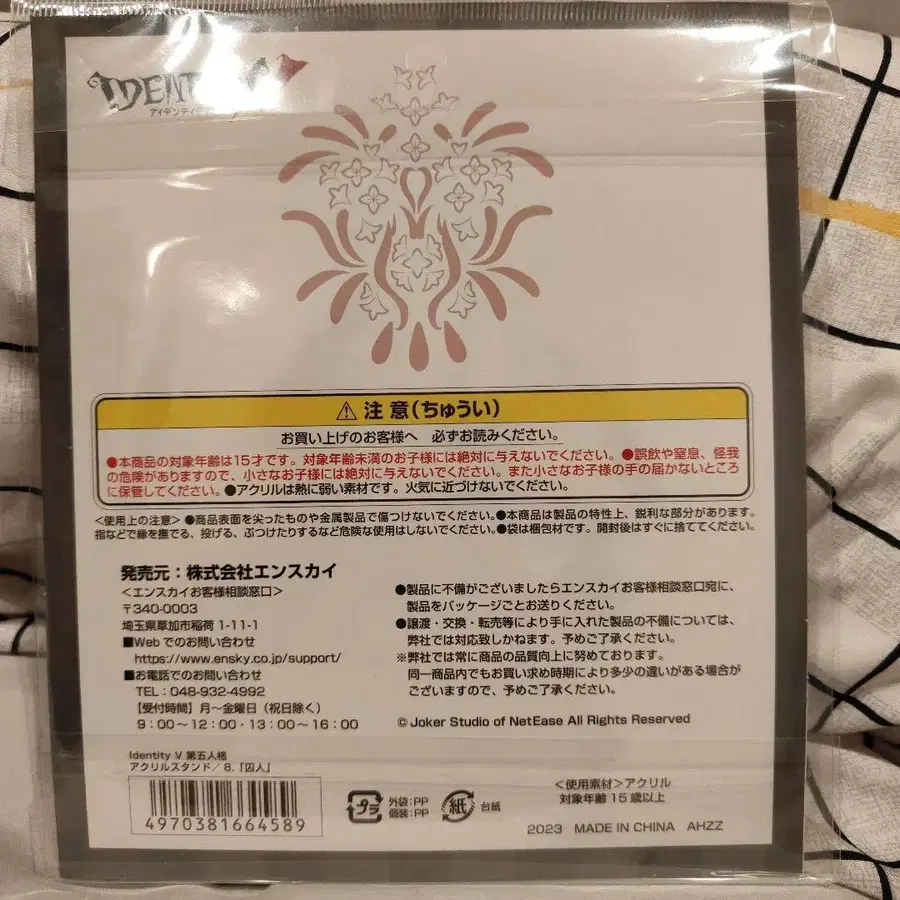 アイデンティ
⚠注意(ちゅうい)
お買い上げのお客様へ 必ずお読みください。
●本商品の対象年齢は15才です。対象年齢未満のお子様には絶対に与えないでください。●誤飲や窒息、怪我
の危険がありますので、小さなお子様には絶対に与えないでください。また小さなお子様の手の届かないところ
に保管してください。●アクリルは熱に弱い素材です。火気に近づけないでください。
<使用上の注意>●商品表面を尖ったものや金属製品で傷つけないでください。●本商品は製品の特性上、鋭利な部分があります。
指などで縁を撫でる、投げる、ぶつけたりするなど危険な使用はしないでください。●袋は梱包材です。開封後はすぐに捨ててください。
発売元:株式会社エンスカイ
<エンスカイお客様相談窓口>
〒340-0003
埼玉県草加市稲荷 1-11-1
■Web でのお問い合わせ
https://www.ensky.co.jp/support/
■お電話でのお問い合わせ
TEL:048-932-4992
【受付時間】月〜金曜日(祝日除く)
9:00〜12:00・13:00〜16:00
●製品に不備がございましたらエンスカイお客様相談窓口宛に、
製品をパッケージごとお送りください。
●譲渡・交換・転売等により手に入れた製品の不備については、
弊社では対応致しかねます。予めご了承ください。
※弊社では常に商品の品質向上に努めております。
同一商品内でもお買い求め時期により多少の違いがある場合が
ございますので、予めご了承ください。
© Joker Studio of NetEase All Rights Reserved
Identity V 第五人格
アクリルスタンド/ 8.「囚人」
4970381664589
プラ
外袋:PP
個装:PP
紙
台紙
<使用素材>アクリル
対象年齢 15 歳以上
2023 MADE IN CHINA AHZZ